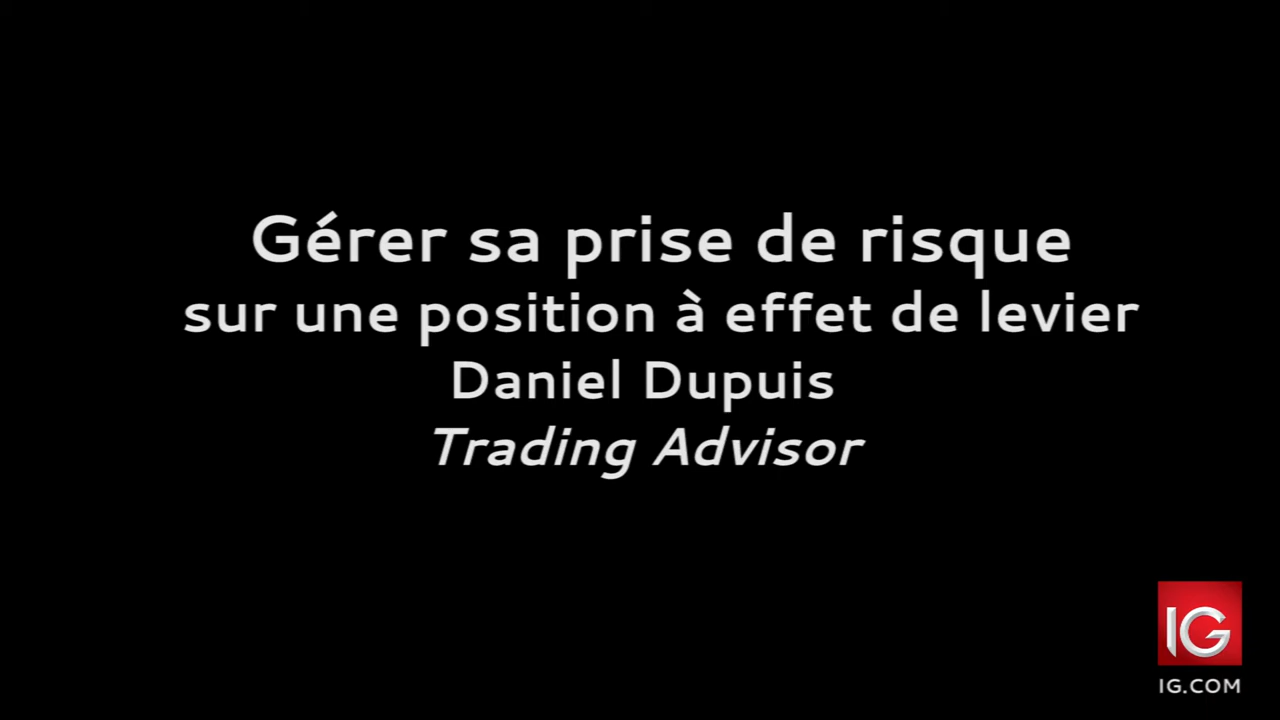 Gérer sa prise de risque
sur une position à effet de levier
Daniel Dupuis
Trading Advisor
IG
IG.COM